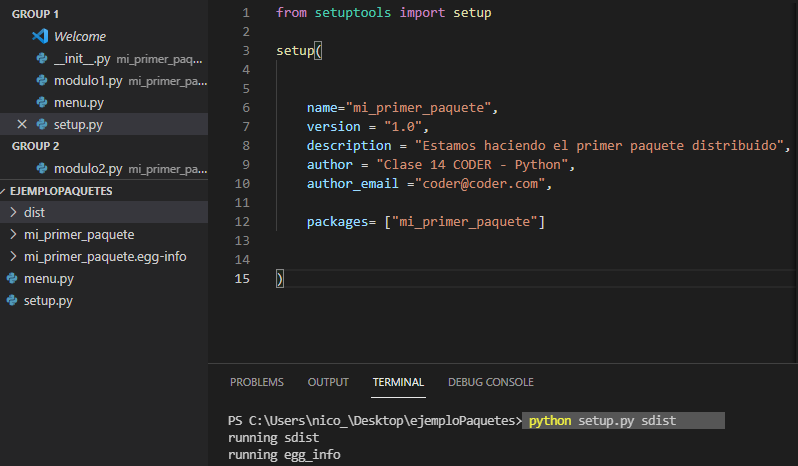 GROUP 1
Welcome
__init__.py mi_primer_paq...
modulo1.py mi_primer_pa...
menu.py
setup.py
GROUP 2
modulo2.py mi_primer_pa...
EJEMPLOPAQUETES
dist
mi_primer_paquete
mi_primer_paquete.egg-info
menu.py
setup.py
1 from setuptools import setup
2
3 setup(
4
5
6 name="mi_primer_paquete",
7 version = "1.0",
8 description = "Estamos haciendo el primer paquete distribuido",
9 author = "Clase 14 CODER - Python",
10 author_email ="coder@coder.com",
11
12 packages= ["mi_primer_paquete"]
13
14
15 )
PROBLEMS OUTPUT TERMINAL DEBUG CONSOLE
PS C:\Users\nico_\Desktop\ejemploPaquetes> python setup.py sdist
running sdist
running egg_info